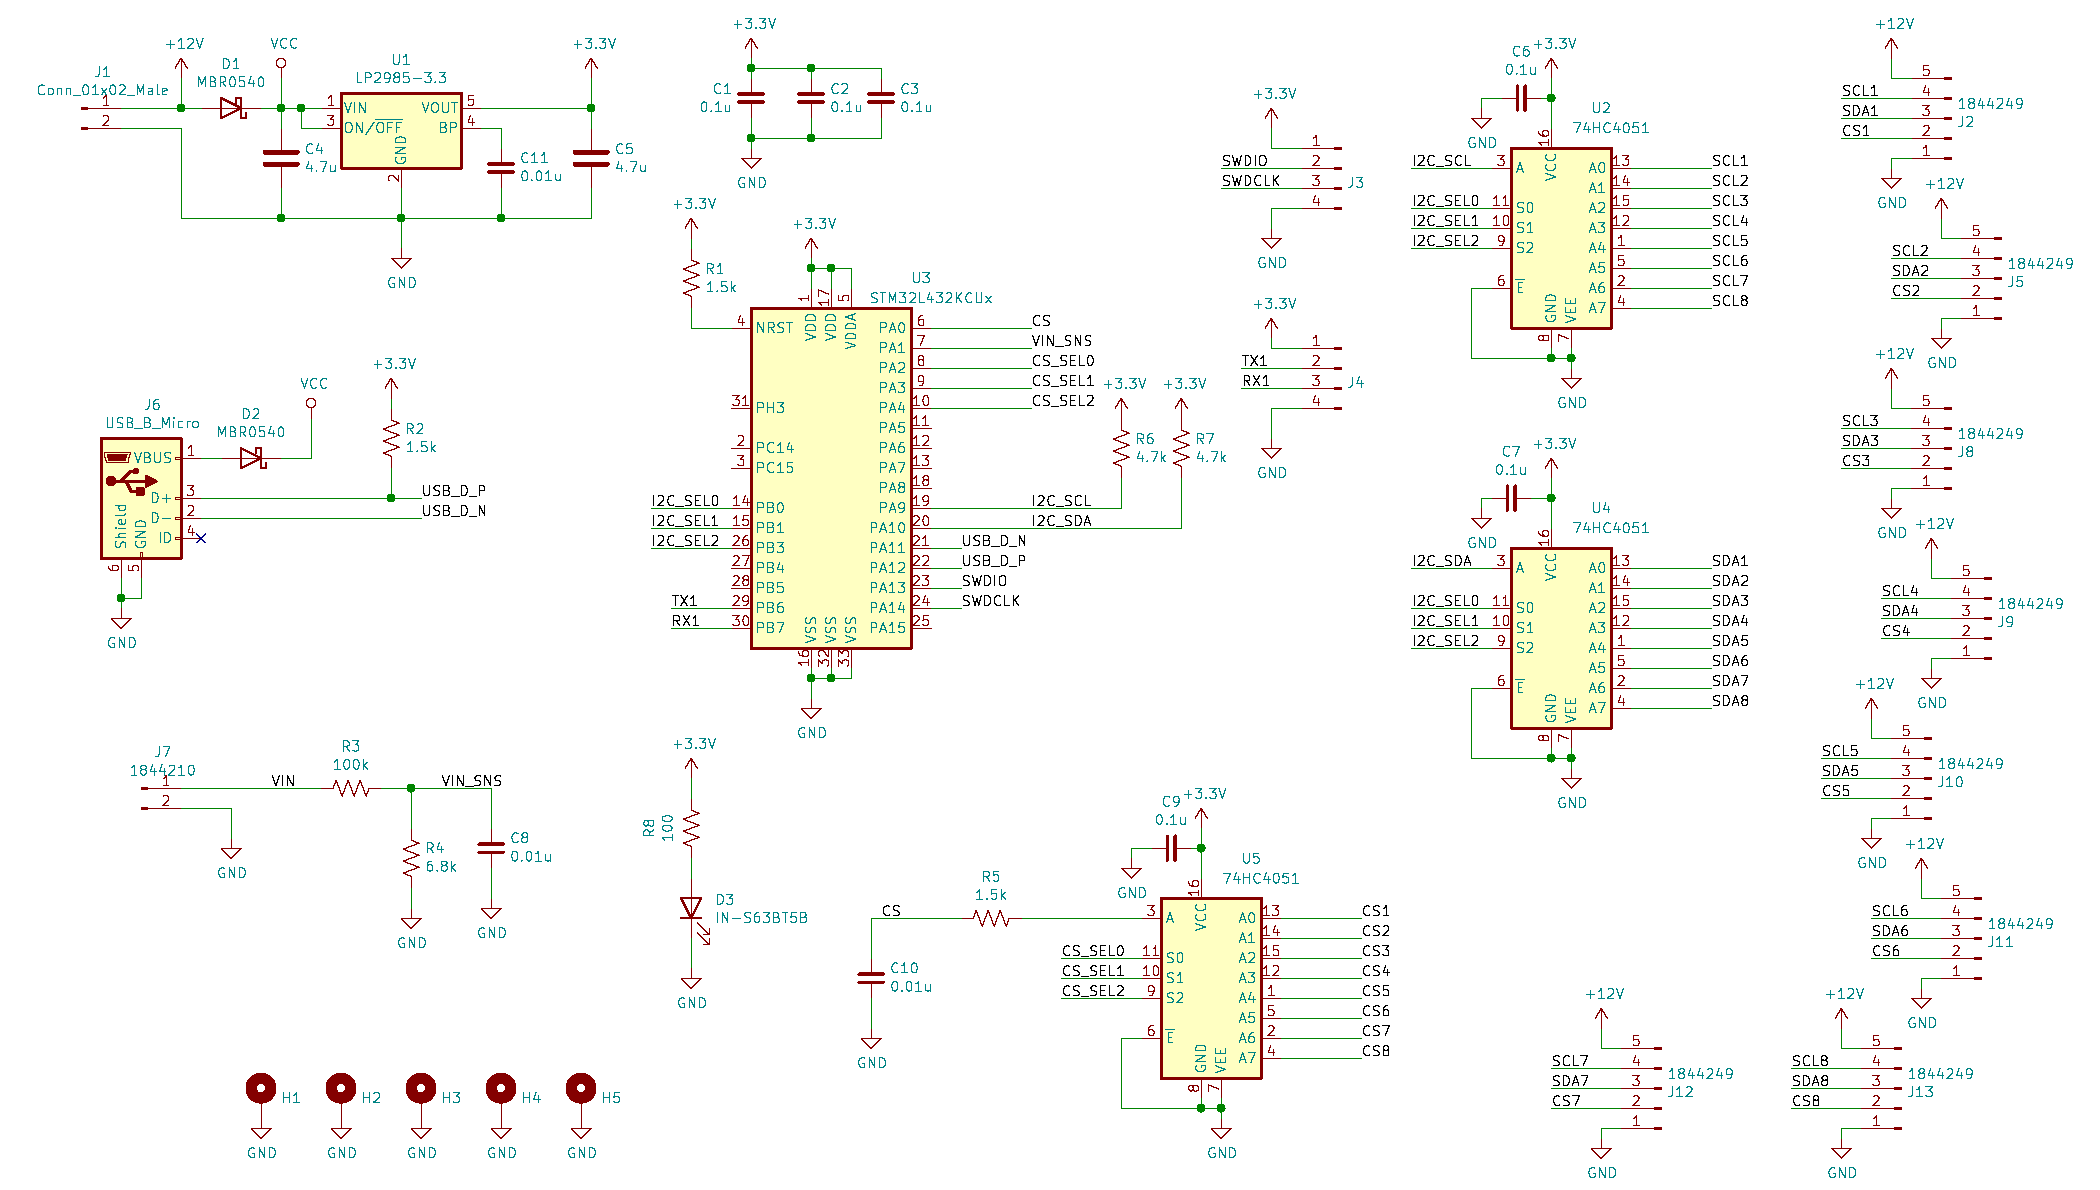 J1
Conn_01x02_Male
1
2
+12V
D1
MBR0540
VCC
U1
LP2985-3.3
1
VIN
VOUT
5
3
ON/OFF
BP
4
GND
2
C4
4.7u
C11
0.01u
+3.3V
C5
4.7u
GND
+3.3V
C1
0.1u
C2
0.1u
C3
0.1u
GND
+3.3V
R1
1.5k
+3.3V
U3
STM32L432KCUx
1
17
5
VDD
VDD
VDDA
4
NRST
31
PH3
2
PC14
3
PC15
I2C_SEL0
14
PB0
I2C_SEL1
15
PB1
I2C_SEL2
26
PB3
27
PB4
28
PB5
TX1
29
PB6
RX1
30
PB7
PA0
6
CS
PA1
7
VIN_SNS
PA2
8
CS_SEL0
PA3
9
CS_SEL1
PA4
10
CS_SEL2
PA5
11
PA6
12
PA7
13
PA8
18
PA9
19
I2C_SCL
PA10
20
I2C_SDA
PA11
21
USB_D_N
PA12
22
USB_D_P
PA13
23
SWDIO
PA14
24
SWDCLK
PA15
25
VSS
VSS
VSS
16
32
33
GND
+3.3V
R6
4.7k
+3.3V
R7
4.7k
+3.3V
1
SWDIO
2
SWDCLK
3
J3
4
GND
+3.3V
1
TX1
2
RX1
3
J4
4
GND
J6
USB_B_Micro
VBUS
1
D+
3
D-
2
ID
4
Shield
GND
6
5
GND
D2
MBR0540
VCC
+3.3V
R2
1.5k
USB_D_P
USB_D_N
J7
1844210
1
2
GND
VIN
R3
100k
VIN_SNS
R4
6.8k
GND
C8
0.01u
GND
+3.3V
R8
100
D3
IN-S63BT5B
GND
H1
GND
H2
GND
H3
GND
H4
GND
H5
GND
C6
0.1u
+3.3V
GND
U2
74HC4051
16
VCC
I2C_SCL
3
A
I2C_SEL0
11
S0
I2C_SEL1
10
S1
I2C_SEL2
9
S2
6
E
GND
VEE
8
7
GND
A0
13
SCL1
A1
14
SCL2
A2
15
SCL3
A3
12
SCL4
A4
1
SCL5
A5
5
SCL6
A6
2
SCL7
A7
4
SCL8
C7
0.1u
+3.3V
GND
U4
74HC4051
16
VCC
I2C_SDA
3
A
I2C_SEL0
11
S0
I2C_SEL1
10
S1
I2C_SEL2
9
S2
6
E
GND
VEE
8
7
GND
A0
13
SDA1
A1
14
SDA2
A2
15
SDA3
A3
12
SDA4
A4
1
SDA5
A5
5
SDA6
A6
2
SDA7
A7
4
SDA8
C9
0.1u
+3.3V
GND
U5
74HC4051
16
VCC
CS
R5
1.5k
C10
0.01u
GND
3
A
CS_SEL0
11
S0
CS_SEL1
10
S1
CS_SEL2
9
S2
6
E
GND
VEE
8
7
GND
A0
13
CS1
A1
14
CS2
A2
15
CS3
A3
12
CS4
A4
1
CS5
A5
5
CS6
A6
2
CS7
A7
4
CS8
+12V
5
SCL1
4
1844249
SDA1
3
J2
CS1
2
1
GND
+12V
5
SCL2
4
1844249
SDA2
3
J5
CS2
2
1
GND
+12V
5
SCL3
4
1844249
SDA3
3
J8
CS3
2
1
GND
+12V
5
SCL4
4
1844249
SDA4
3
J9
CS4
2
1
GND
+12V
5
SCL5
4
1844249
SDA5
3
J10
CS5
2
1
GND
+12V
5
SCL6
4
1844249
SDA6
3
J11
CS6
2
1
GND
+12V
5
SCL7
4
1844249
SDA7
3
J12
CS7
2
1
GND
+12V
5
SCL8
4
1844249
SDA8
3
J13
CS8
2
1
GND